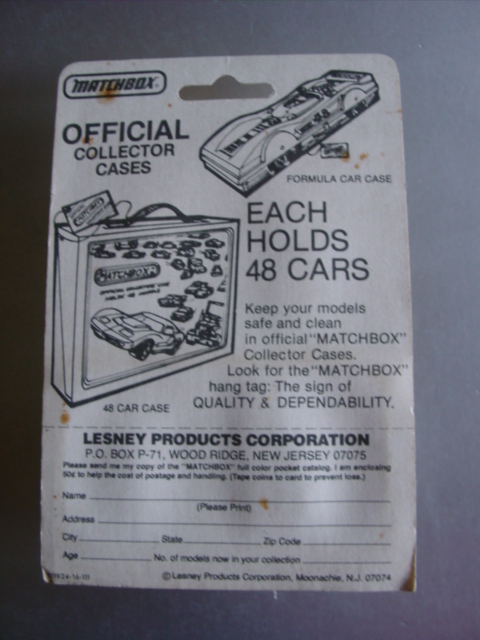 MATCHBOX
OFFICIAL
COLLECTOR
CASES
FORMULA CAR CASE
EACH
HOLDS
48 CARS
MATCHBOX
48 CAR CASE
Keep your models
safe and clean
in official "MATCHBOX"
Collector Cases.
Look for the "MATCHBOX"
hang tag: The sign of
QUALITY & DEPENDABILITY.
LESNEY PRODUCTS CORPORATION
P.O. BOX P-71, WOOD RIDGE, NEW JERSEY 07075
Please send me my copy of the "MATCHBOX" full color pocket catalog. I am enclosing
50¢ to help the cost of postage and handling. (Tape coins to card to prevent loss.)
Name
(Please Print)
Address
City State Zip Code
Age No. of models now in your collection
© Lesney Products Corporation, Moonachie, N.J. 07074